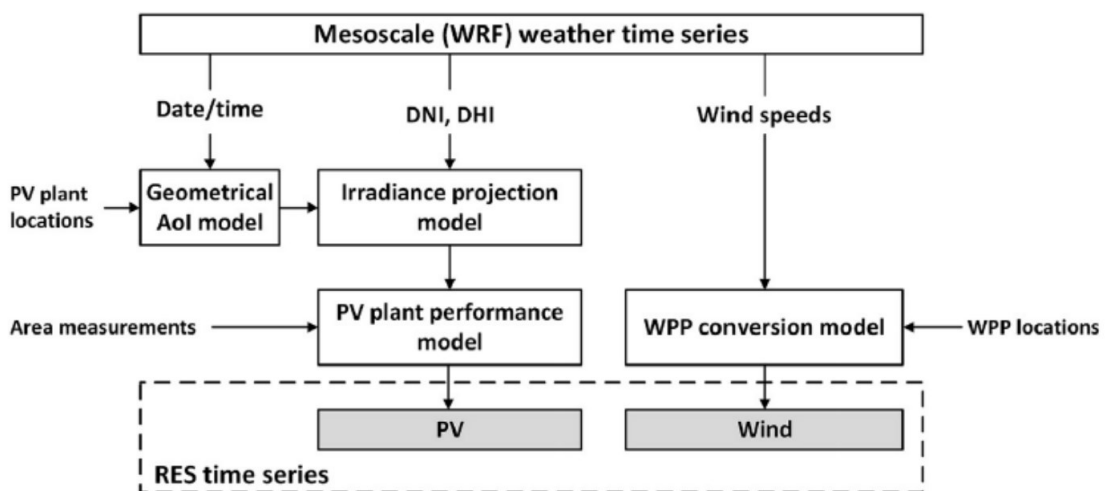 Mesoscale (WRF) weather time series
Date/time
DNI, DHI
Wind speeds
PV plant
locations
Geometrical
AoI model
Irradiance projection
model
Area measurements
PV plant performance
model
WPP conversion model
WPP locations
PV
Wind
RES time series